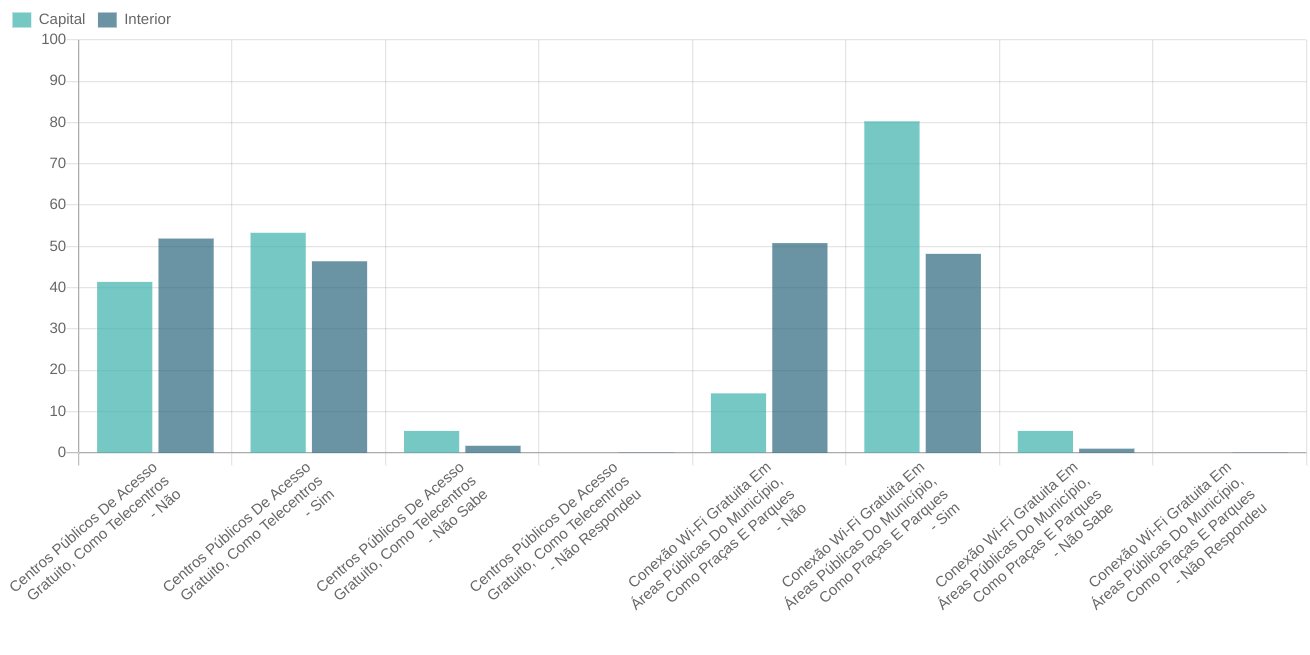 Capital Interior
100
90
80
70
60
50
40
30
20
10
0
Centros Públicos De Acesso
Gratuito, Como Telecentros
- Não
Centros Públicos De Acesso
Gratuito, Como Telecentros
- Sim
Centros Públicos De Acesso
Gratuito, Como Telecentros
- Não Sabe
Centros Públicos De Acesso
Gratuito, Como Telecentros
- Não Respondeu
Conexão Wi-Fi Gratuita Em
Áreas Públicas Do Município,
Como Praças E Parques
- Não
Conexão Wi-Fi Gratuita Em
Áreas Públicas Do Município,
Como Praças E Parques
- Sim
Conexão Wi-Fi Gratuita Em
Áreas Públicas Do Município,
Como Praças E Parques
- Não Sabe
Conexão Wi-Fi Gratuita Em
Áreas Públicas Do Município,
Como Praças E Parques
- Não Respondeu